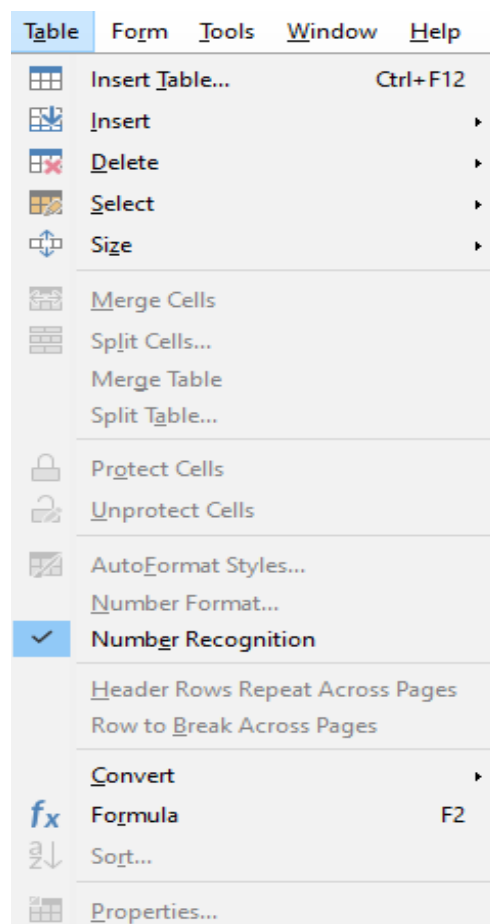 Table Form Tools Window Help
Insert Table... Ctrl+F12
Insert
Delete
Select
Size
Merge Cells
Split Cells...
Merge Table
Split Table...
Protect Cells
Unprotect Cells
AutoFormat Styles...
Number Format...
Number Recognition
Header Rows Repeat Across Pages
Row to Break Across Pages
Convert
fx Formula F2
Sort...
Properties...